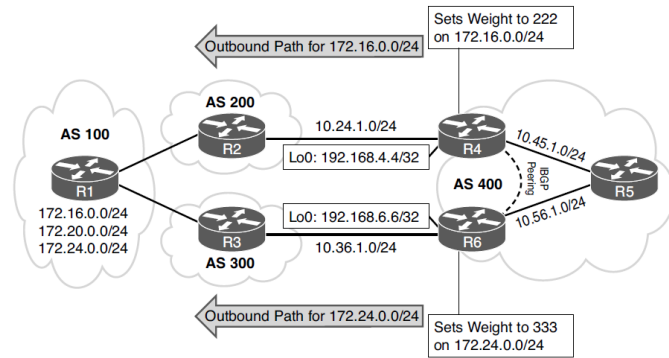 Sets Weight to 222
on 172.16.0.0/24
Outbound Path for 172.16.0.0/24
AS 200
AS 100
R2
10.24.1.0/24
R4
10.45.1.0/24
Lo0: 192.168.4.4/32
R1
IBGP
Peering
AS 400
R5
172.16.0.0/24
172.20.0.0/24
172.24.0.0/24
Lo0: 192.168.6.6/32
R3
10.36.1.0/24
R6
10.56.1.0/24
AS 300
Outbound Path for 172.24.0.0/24
Sets Weight to 333
on 172.24.0.0/24